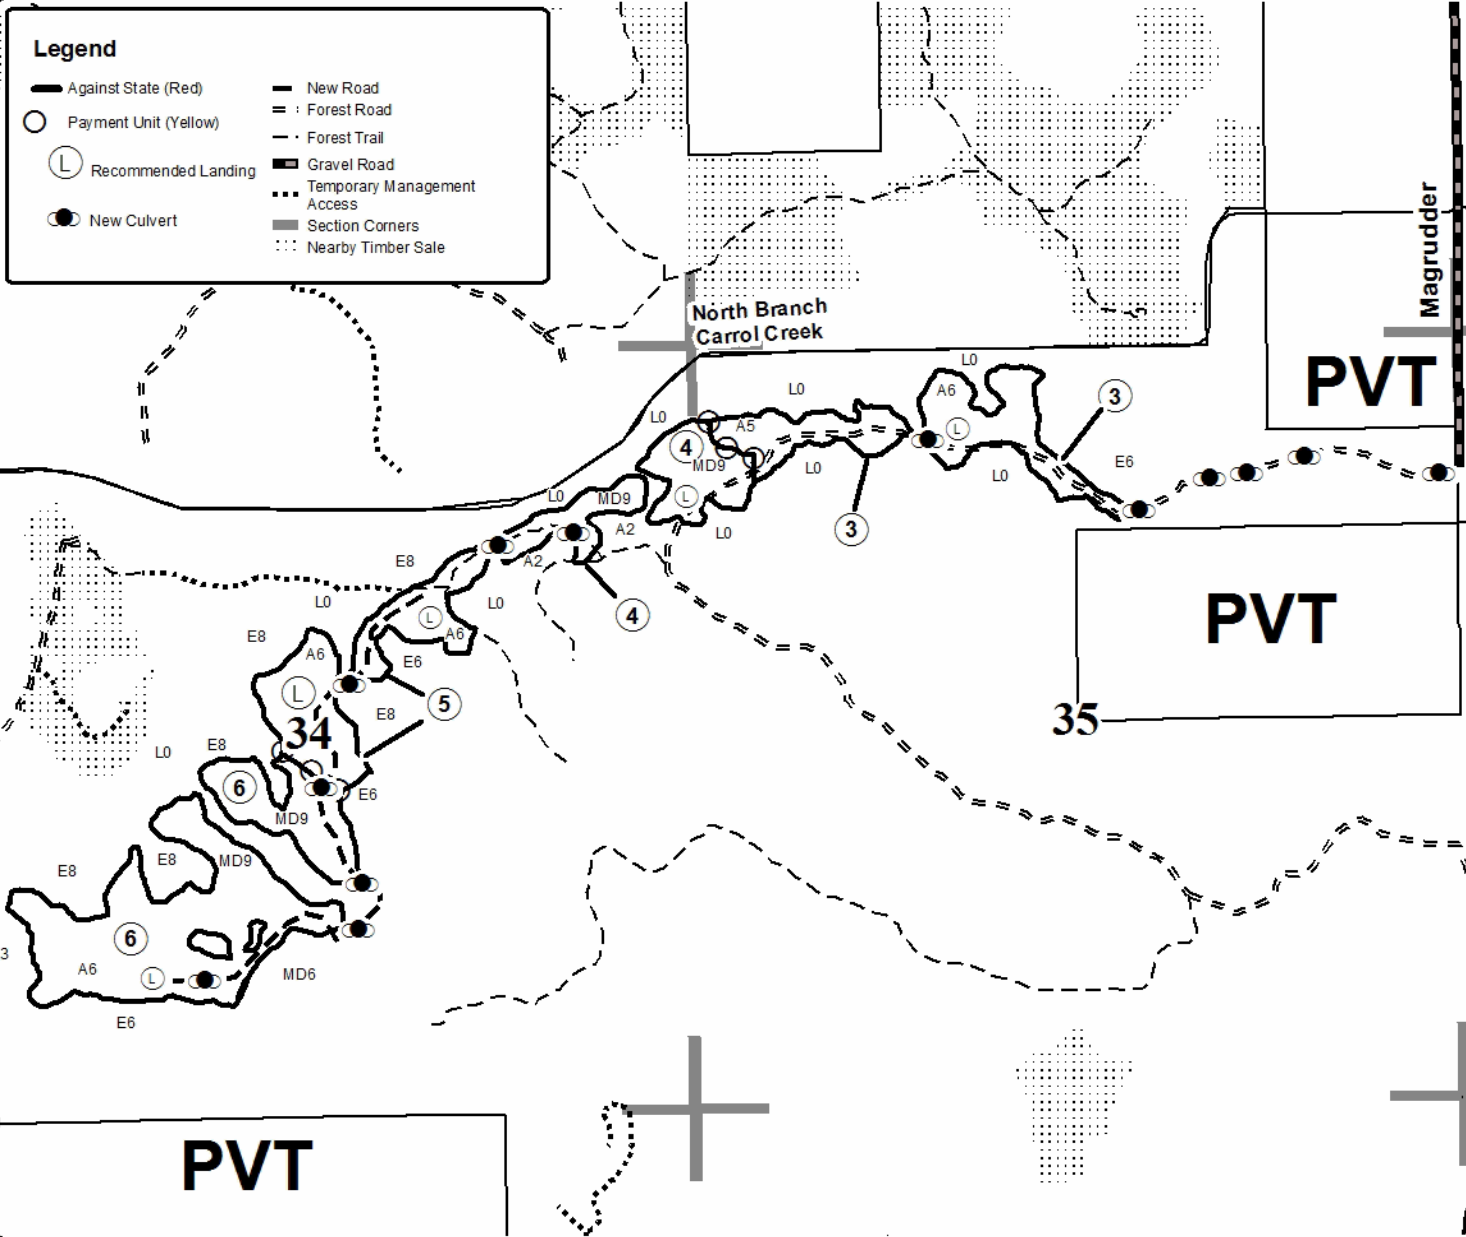 Legend
Against State (Red)
Payment Unit (Yellow)
L Recommended Landing
New Culvert
New Road
Forest Road
Forest Trail
Gravel Road
Temporary Management
Access
Section Corners
Nearby Timber Sale
Magrudder
North Branch
Carrol Creek
PVT
L0
L0
A6
3
L0
A5
L
4
MD9
L0
L0
E6
L0
MD9
L
3
A2
L0
E8
A2
L0
L0
L
4
PVT
E8
A6
A6
E6
L
5
E8
35
34
L0
E8
6
E6
MD9
E8
MD9
E8
6
3
A6
L
MD6
E6
PVT